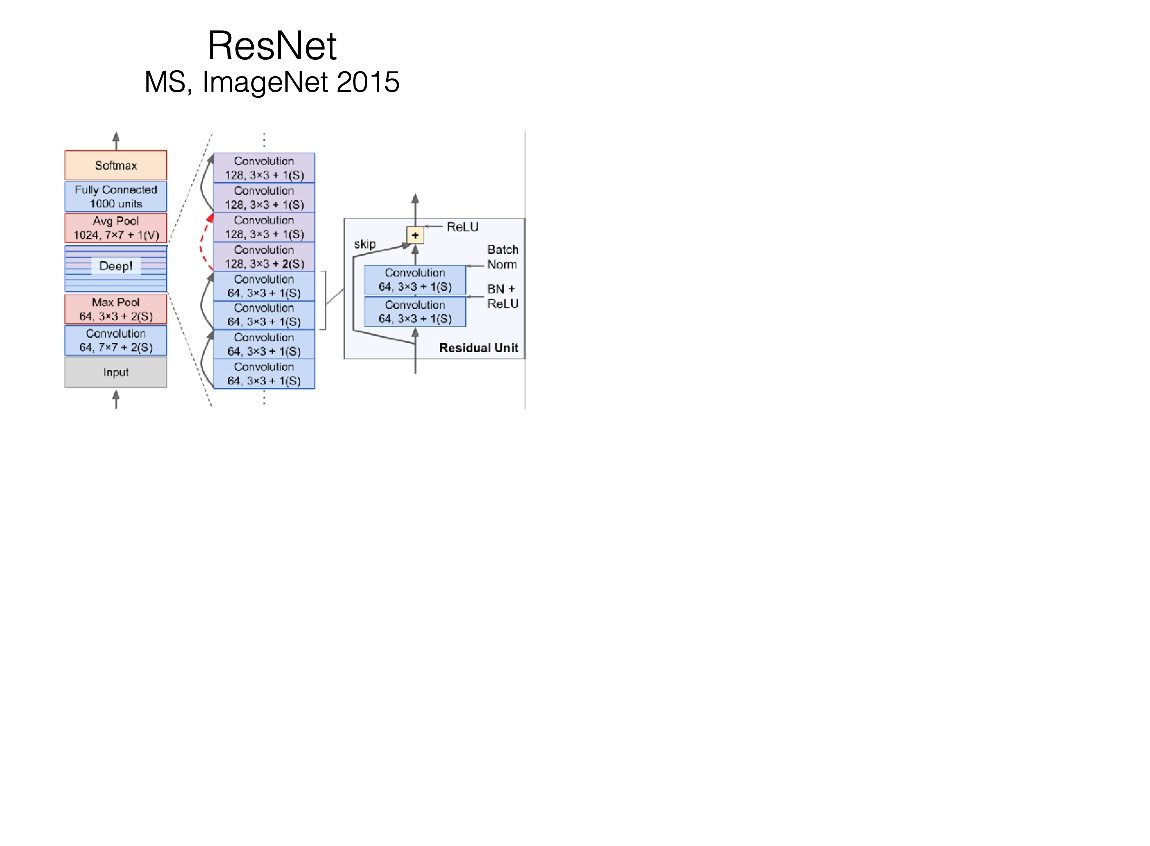 ResNet
MS, ImageNet 2015
Softmax
Fully Connected
1000 units
Avg Pool
1024, 7×7 + 1(V)
Deep!
Max Pool
64, 3×3 + 2(S)
Convolution
64, 7×7 + 2(S)
Input
Convolution
128, 3×3 + 1(S)
Convolution
128, 3×3 + 1(S)
Convolution
128, 3×3 + 1(S)
Convolution
128, 3×3 + 2(S)
Convolution
64, 3×3 + 1(S)
Convolution
64, 3×3 + 1(S)
Convolution
64, 3×3 + 1(S)
Convolution
64, 3×3 + 1(S)
ReLU
+
skip
Batch
Norm
Convolution
64, 3×3 + 1(S)
BN +
ReLU
Convolution
64, 3×3 + 1(S)
Residual Unit